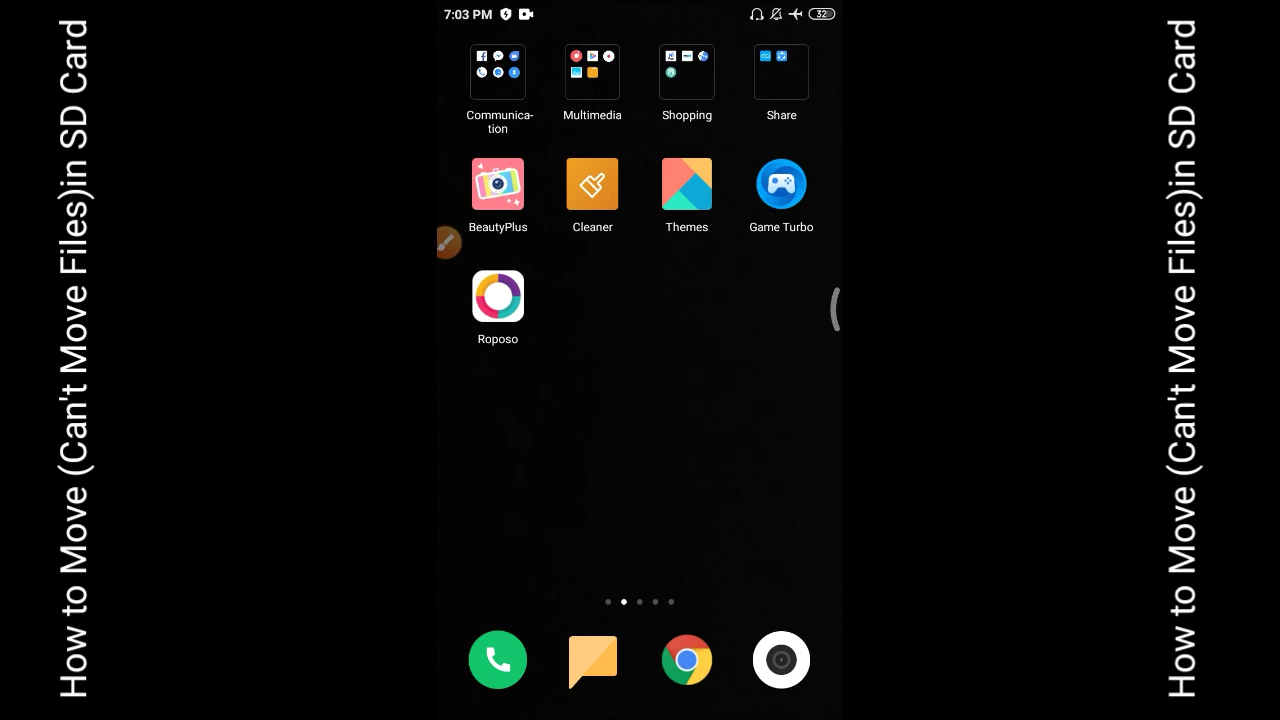 How to Move (Can't Move Files)in SD Card
7:03 PM
32
Communica-
tion
Multimedia
Shopping
Share
BeautyPlus
Cleaner
Themes
Game Turbo
Roposo
How to Move (Can't Move Files)in SD Card